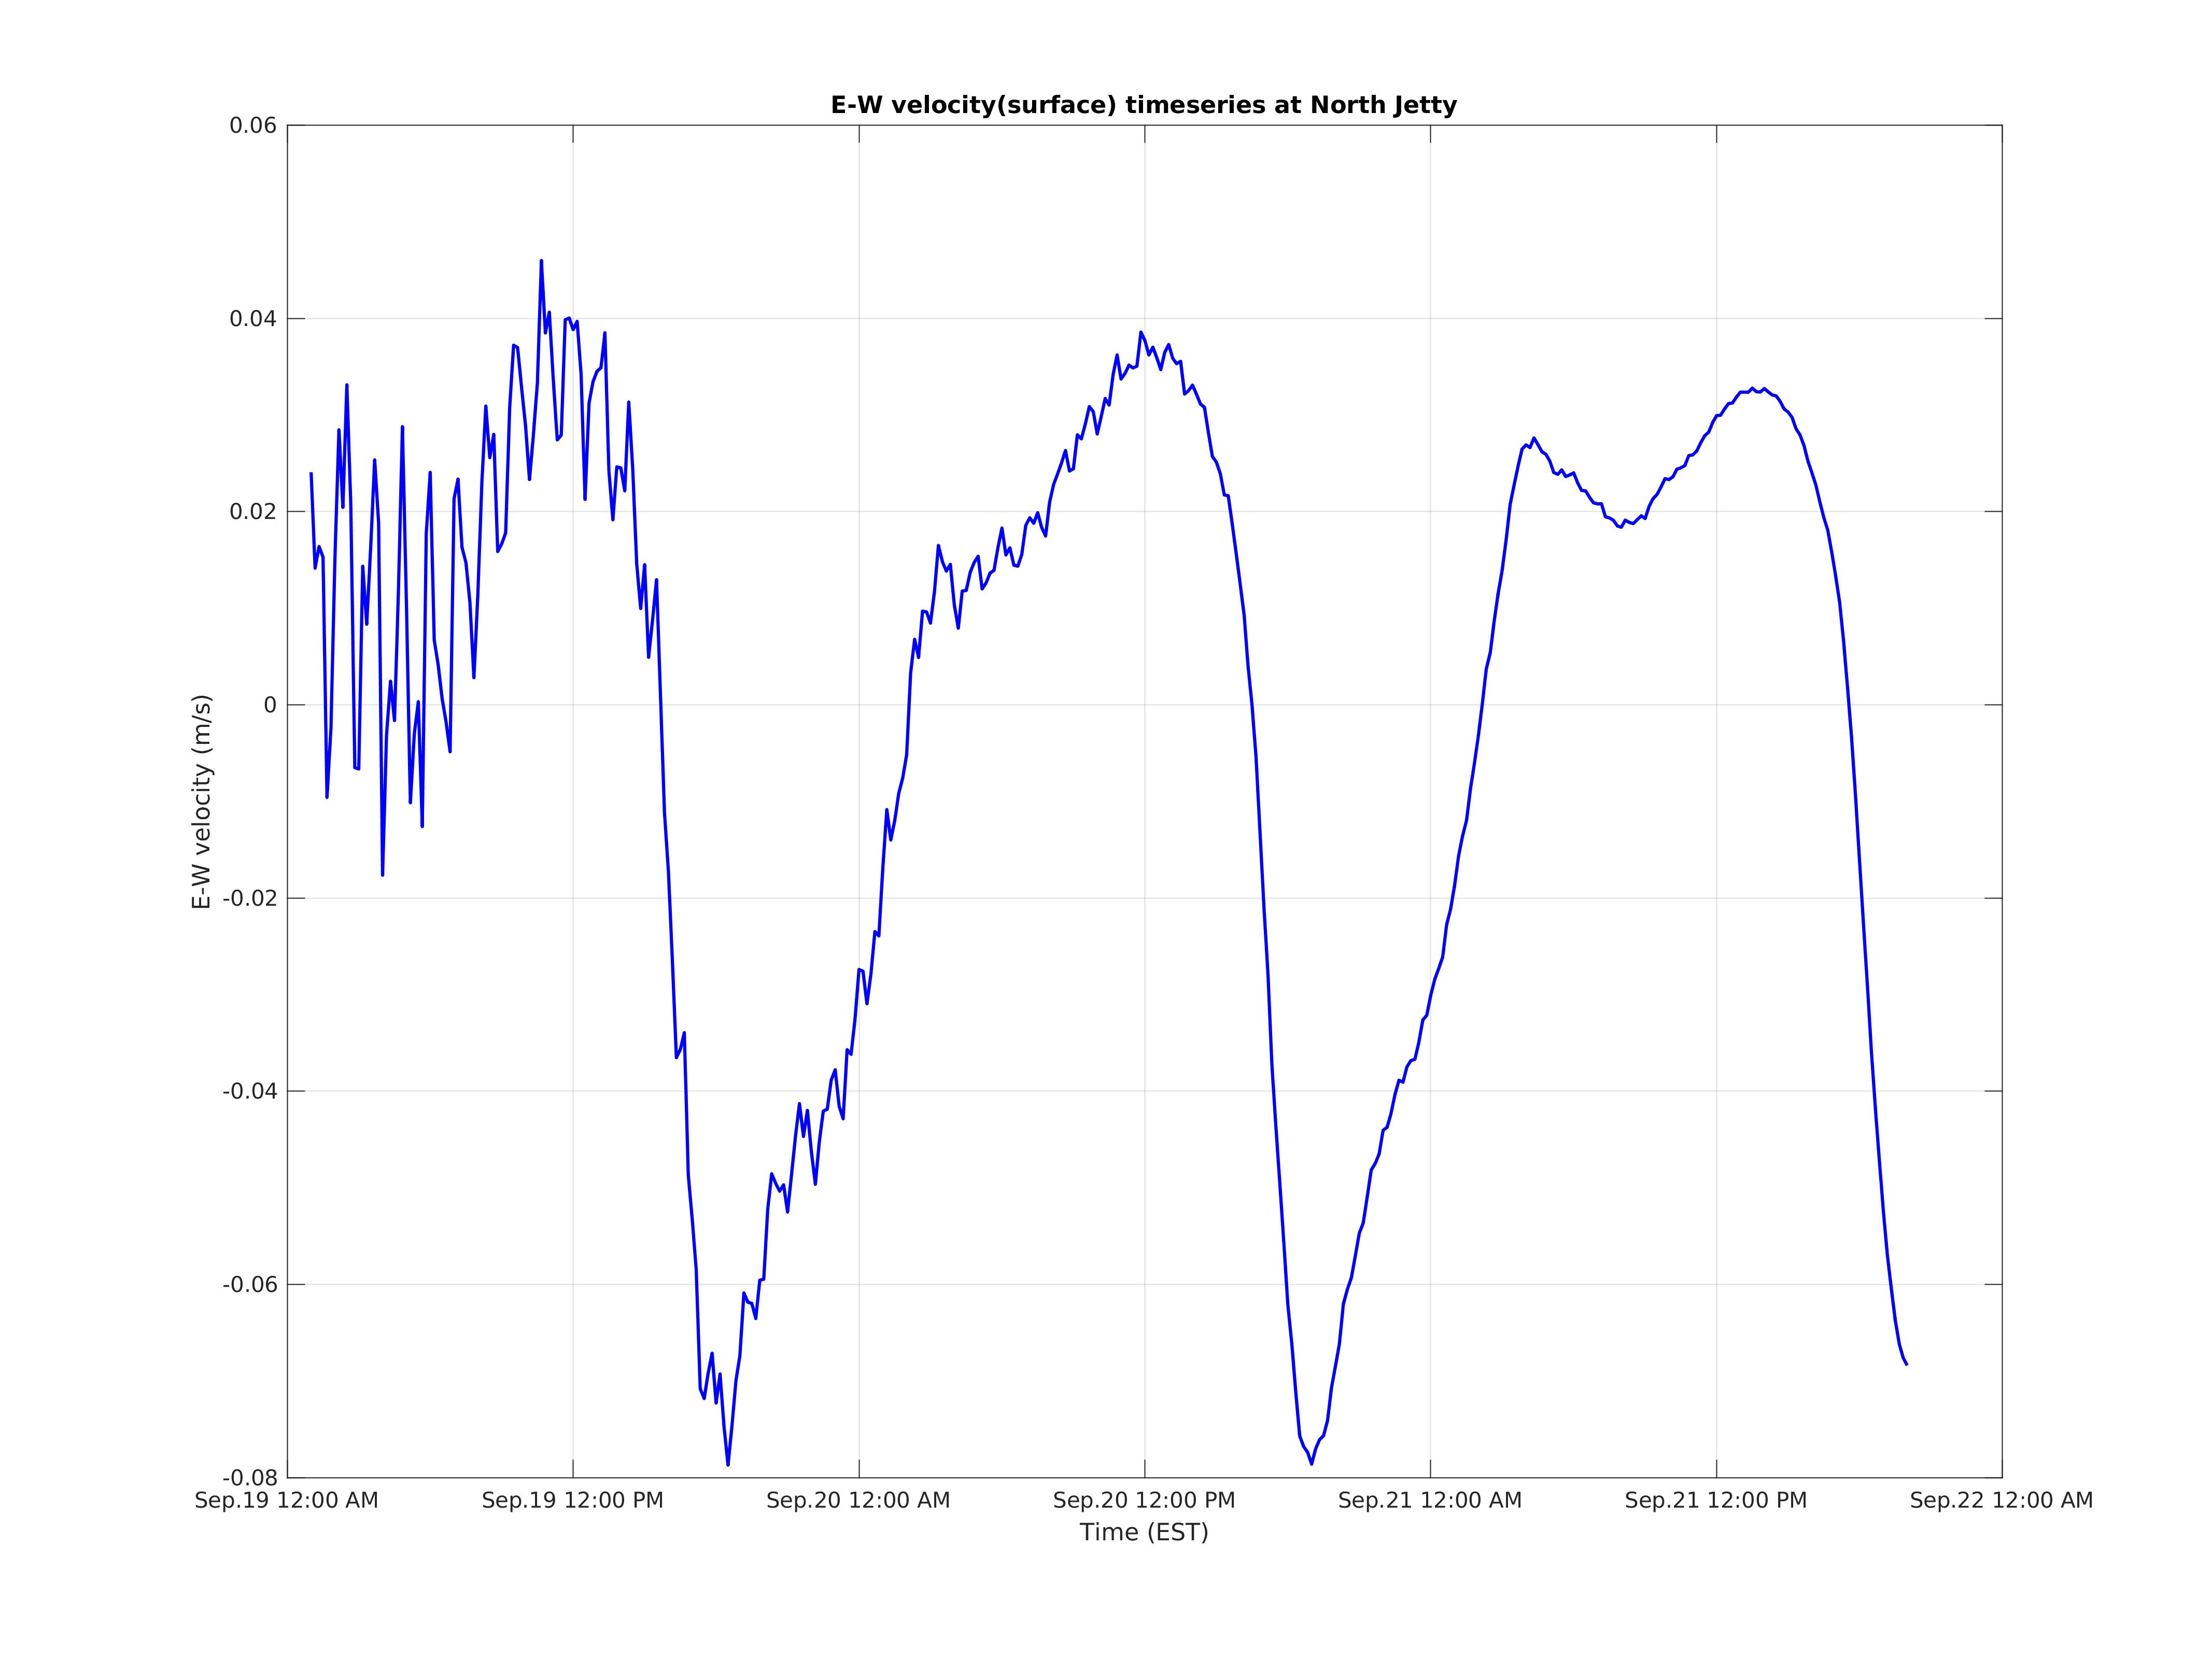 E-W velocity(surface) timeseries at North Jetty
0.06
0.04
0.02
0
-0.02
-0.04
-0.06
-0.08
E-W velocity (m/s)
Sep.19 12:00 AM
Sep.19 12:00 PM
Sep.20 12:00 AM
Sep.20 12:00 PM
Sep.21 12:00 AM
Sep.21 12:00 PM
Sep.22 12:00 AM
Time (EST)